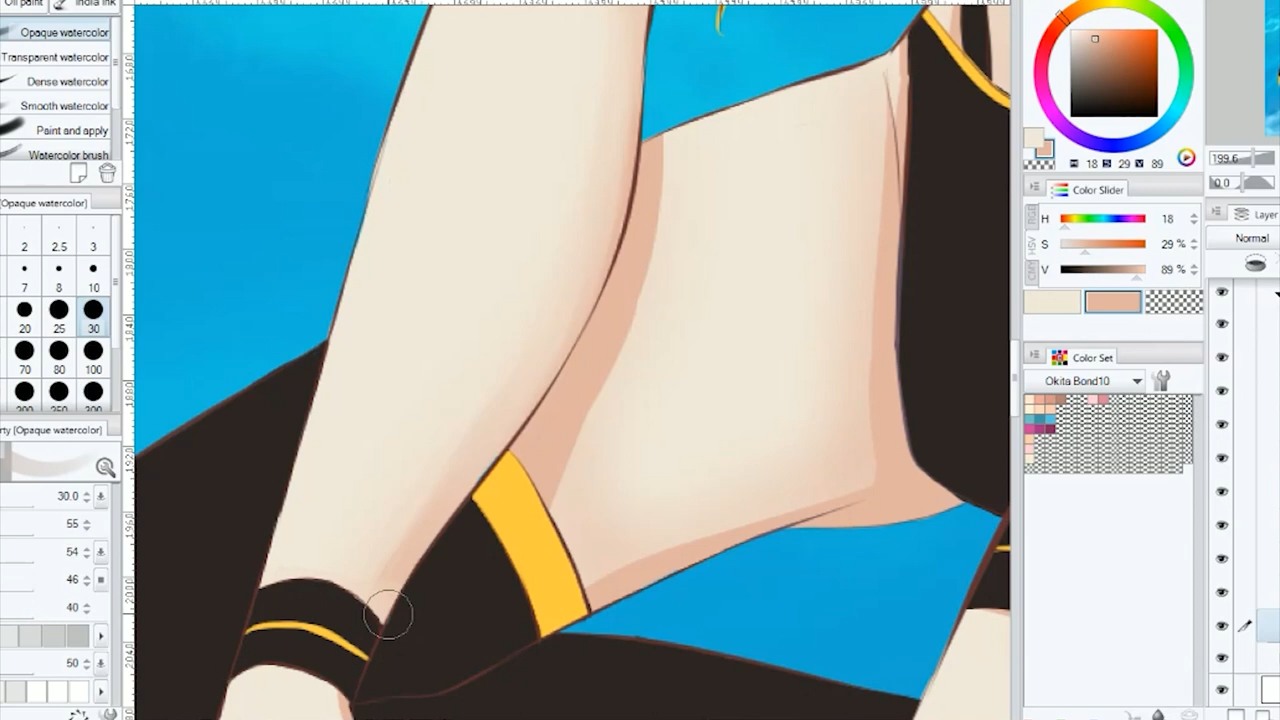 Oil paint India ink
Opaque watercolor
Transparent watercolor
Dense watercolor
Smooth watercolor
Paint and apply
Watercolor brush
[Opaque watercolor]
2 2.5 3
7 8 10
20 25 30
70 80 100
200 250 300
rty [Opaque watercolor]
30.0
55
54
46
40
50
H 18 S 29 V 89
Color Slider
H 18
S 29 %
V 89 %
Color Set
Okita Bond10
199.6
0.0
Layer
Normal